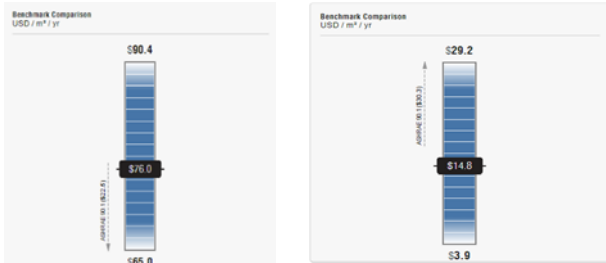 Benchmark Comparison
USD / m² / yr
$90.4
ASHRAE 90.1 ($22.5)
$76.0
$65.0
Benchmark Comparison
USD / m² / yr
$29.2
ASHRAE 90.1 ($30.3)
$14.8
$3.9